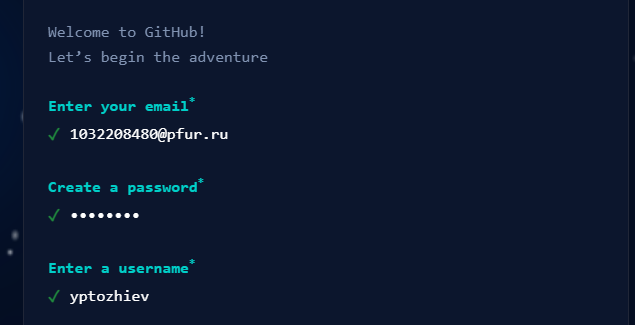 Welcome to GitHub!
Let’s begin the adventure
Enter your email*
✓ 1032208480@pfur.ru
Create a password*
✓ ••••••••
Enter a username*
✓ yptozhiev